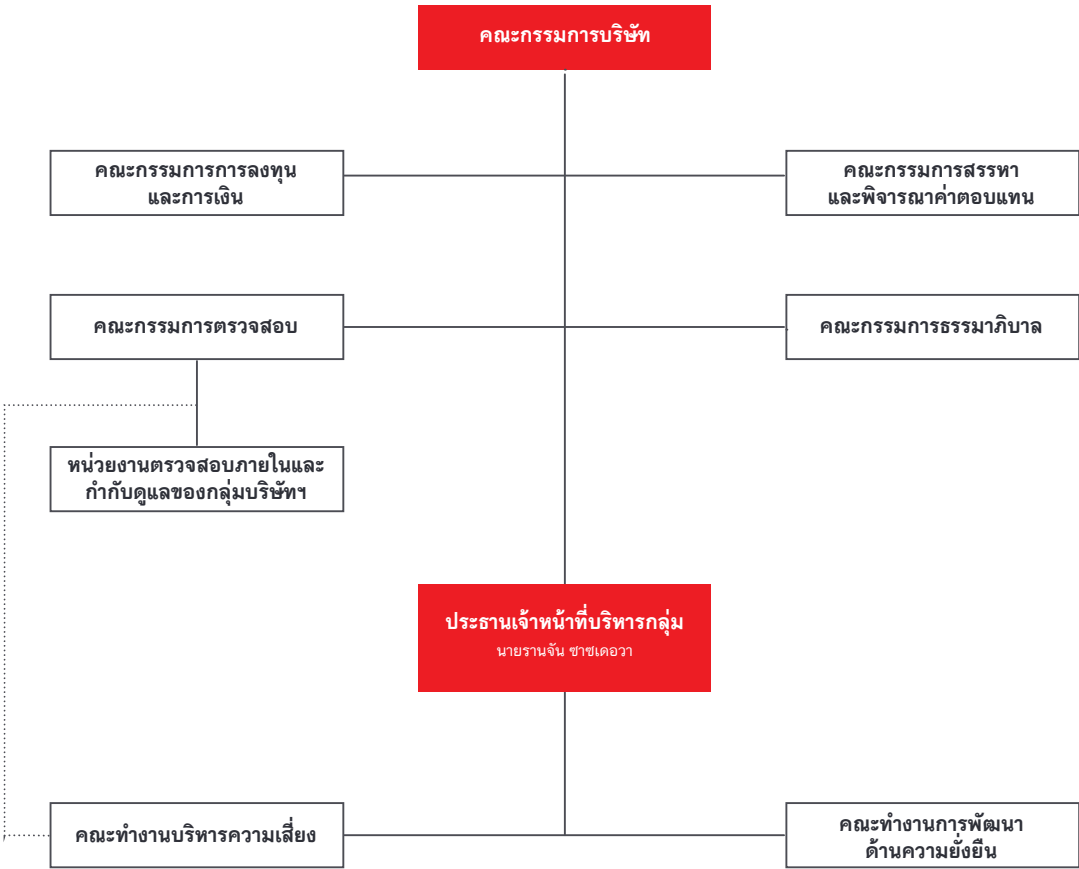 คณะกรรมการบริษัท
คณะกรรมการการลงทุน
และการเงิน
คณะกรรมการสรรหา
และพิจารณาค่าตอบแทน
คณะกรรมการตรวจสอบ
คณะกรรมการธรรมาภิบาล
หน่วยงานตรวจสอบภายในและ
กำกับดูแลของกลุ่มบริษัทฯ
ประธานเจ้าหน้าที่บริหารกลุ่ม
นายรานจัน ชาชเดอวา
คณะทำงานบริหารความเสี่ยง
คณะทำงานการพัฒนา
ด้านความยั่งยืน